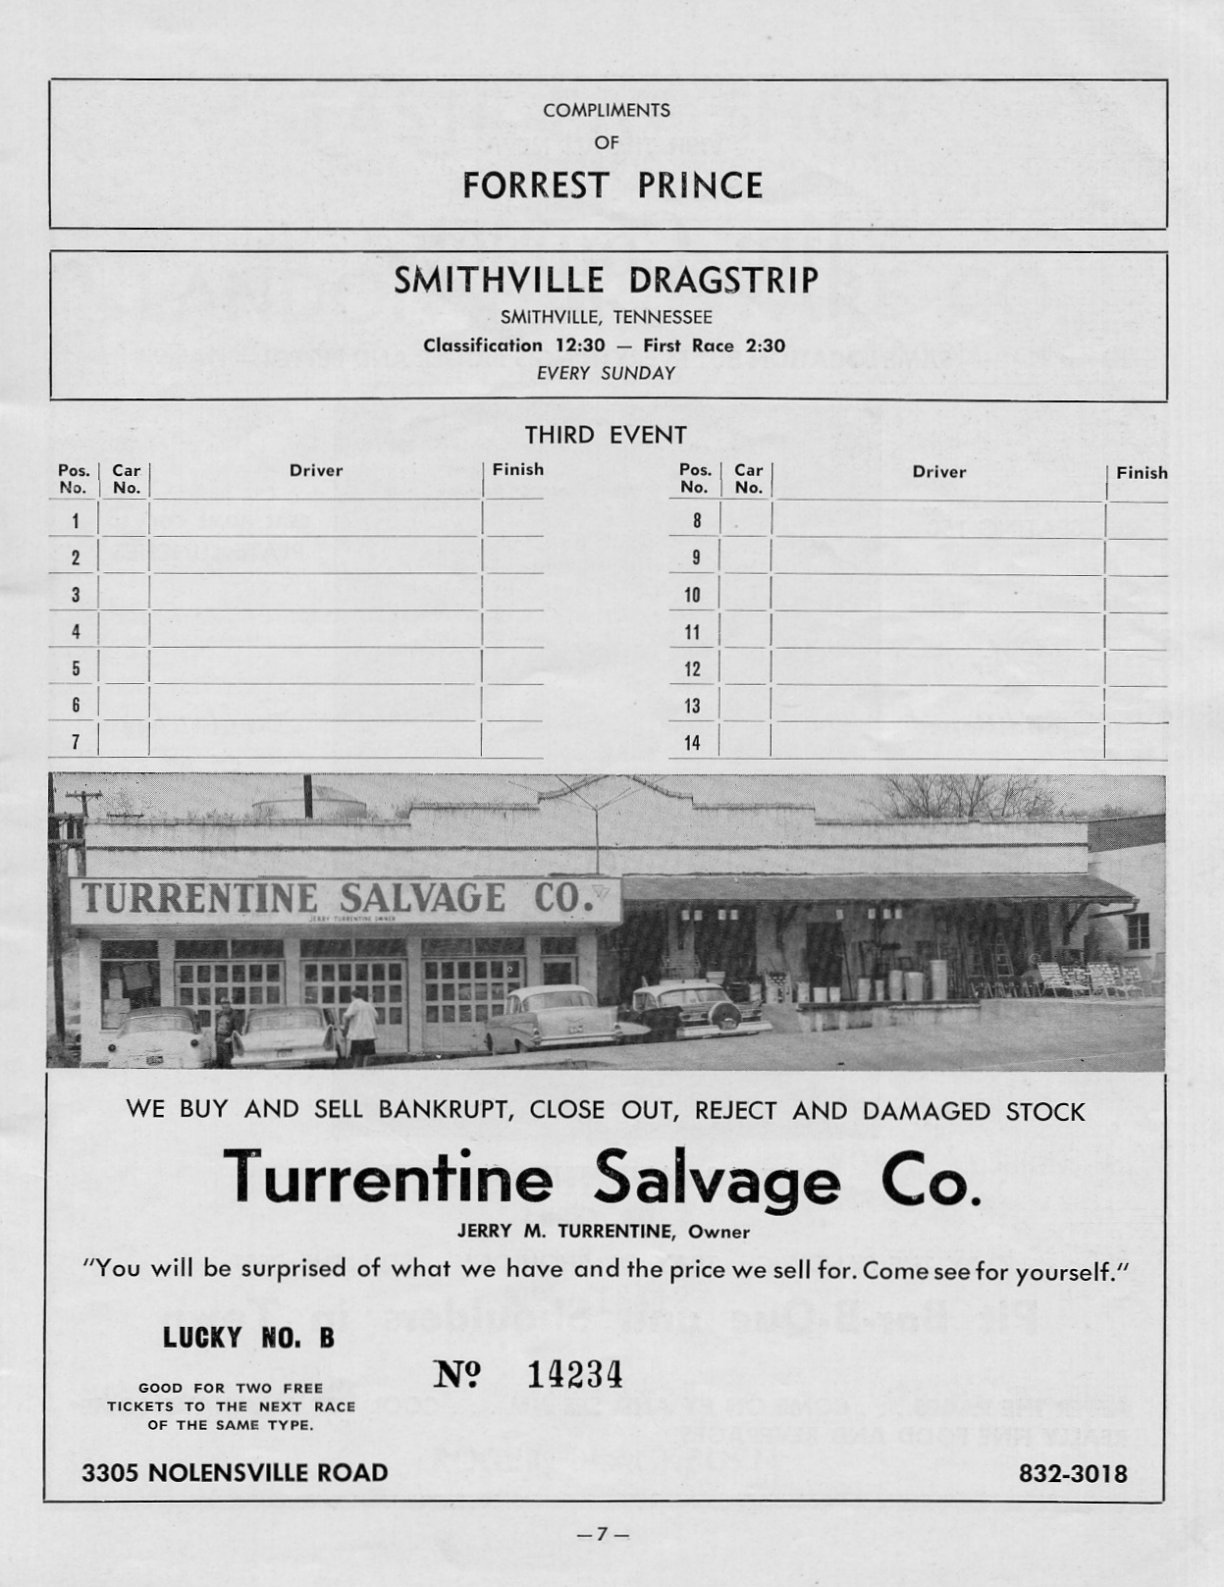 COMPLIMENTS
OF
FORREST PRINCE
SMITHVILLE DRAGSTRIP
SMITHVILLE, TENNESSEE
Classification 12:30 — First Race 2:30
EVERY SUNDAY
THIRD EVENT
Pos. No. Car No. Driver Finish
1
2
3
4
5
6
7
Pos. No. Car No. Driver Finish
8
9
10
11
12
13
14
TURRENTINE SALVAGE CO.
JERRY TURRENTINE OWNER
WE BUY AND SELL BANKRUPT, CLOSE OUT, REJECT AND DAMAGED STOCK
Turrentine Salvage Co.
JERRY M. TURRENTINE, Owner
"You will be surprised of what we have and the price we sell for. Come see for yourself."
LUCKY NO. B
Nº 14234
GOOD FOR TWO FREE
TICKETS TO THE NEXT RACE
OF THE SAME TYPE.
3305 NOLENSVILLE ROAD 832-3018
— 7 —